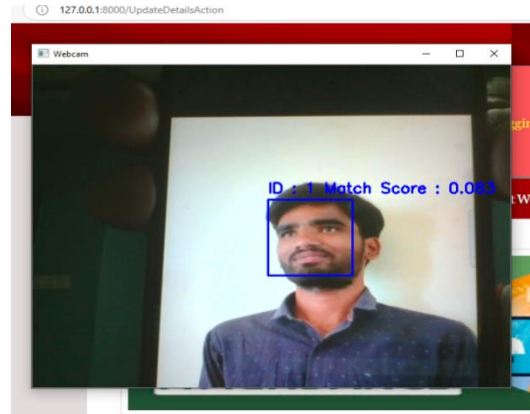 127.0.0.1:8000/UpdateDetailsAction
Webcam
ID : 1 Match Score : 0.083